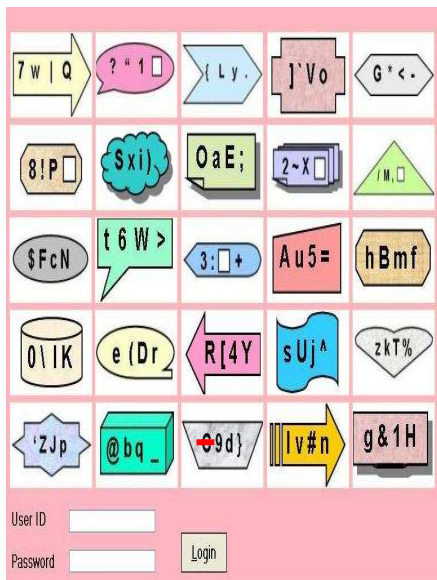 7 w | Q
? “ 1 □
{ L y .
] ` V o
G * < -
8 ! P □
S x i ) ,
O a E ;
2 ~ X □
/ M , □
$ F c N
t 6 W >
3 : □ +
A u 5 =
h B m f
0 \ I K
e ( D r
R [ 4 Y
s U j ^
z k T %
‘ Z J p
@ b q _
9 d }
l v # n
g & 1 H
User ID
Password
Login